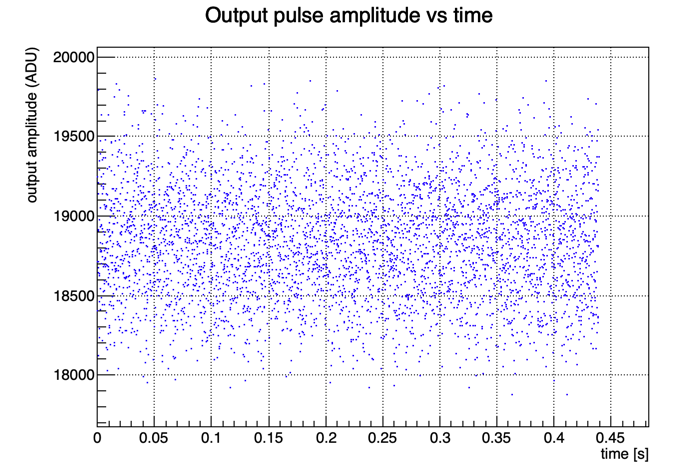 Output pulse amplitude vs time
output amplitude (ADU)
20000
19500
19000
18500
18000
0 0.05 0.1 0.15 0.2 0.25 0.3 0.35 0.4 0.45
time [s]